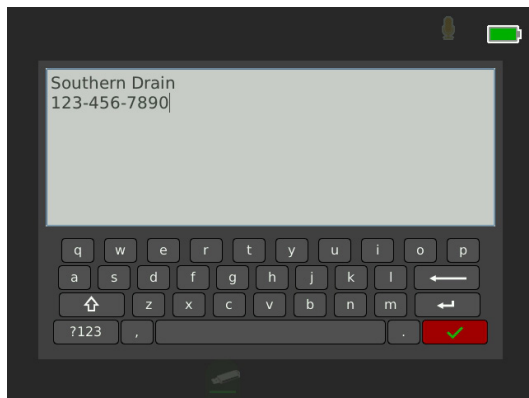 Southern Drain
123-456-7890
q w e r t y u i o p
a s d f g h j k l
z x c v b n m
?123 , .